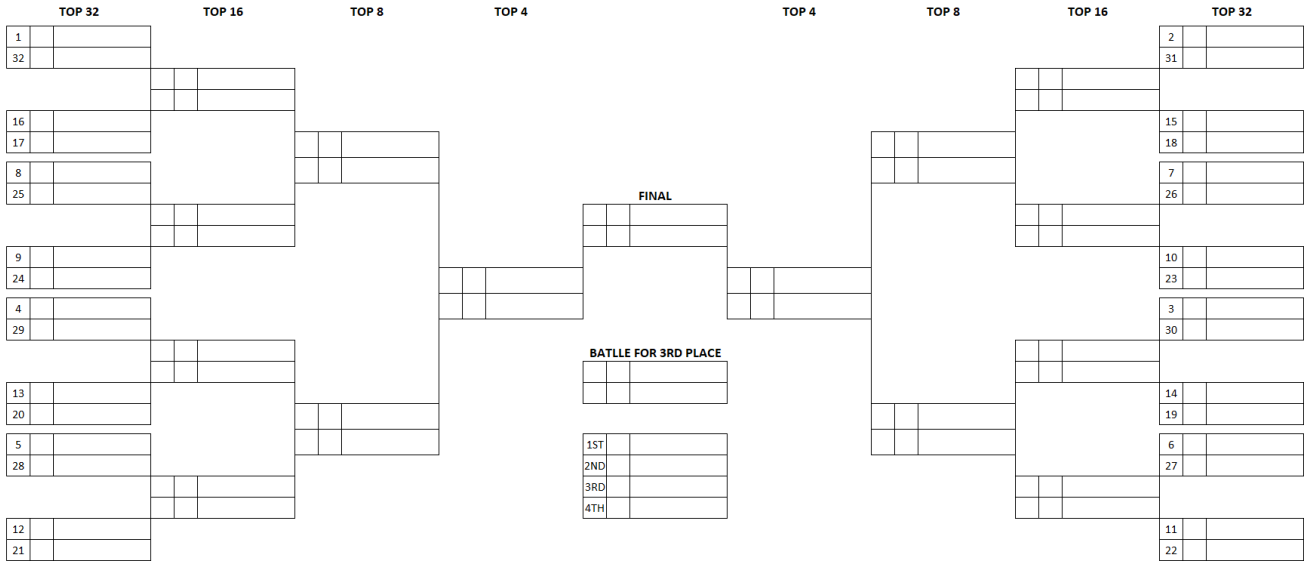 TOP 32 TOP 16 TOP 8 TOP 4 TOP 4 TOP 8 TOP 16 TOP 32
1 2
32 31
16 15
17 18
8 7
25 26
FINAL
9 10
24 23
4 3
29 30
BATLLE FOR 3RD PLACE
13 14
20 19
5 1ST 6
28 2ND 27
3RD
4TH
12 11
21 22